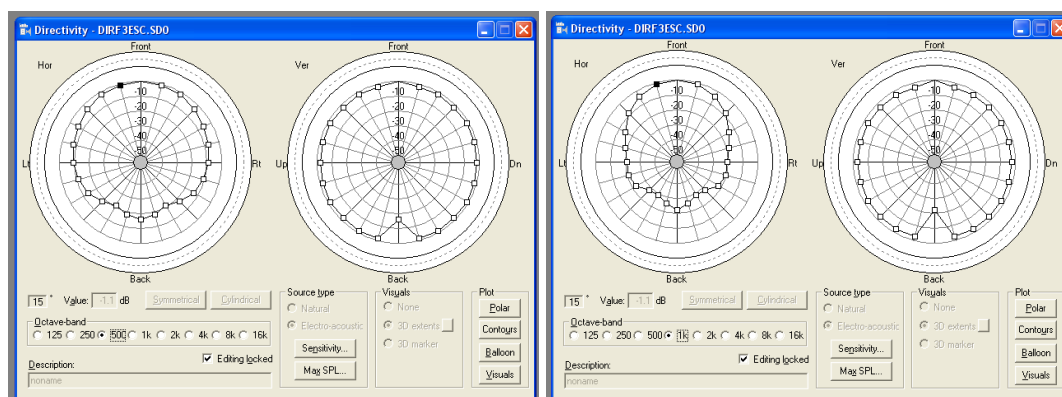 Directivity - DIRF3ESC.SD0
Front
Hor
Ver
Front
-10
-20
-30
-40
-50
-10
-20
-30
-40
-50
Lt
Rt
Up
Dn
Back
Back
15 ° Value: -1.1 dB Symmetrical Cylindrical
Octave-band
125 250 500 1k 2k 4k 8k 16k
Editing locked
Description:
noname
Source type
Natural
Electro-acoustic
Sensitivity...
Max SPL...
Visuals
None
3D extents
3D marker
Plot
Polar
Contours
Balloon
Visuals
Directivity - DIRF3ESC.SD0
Front
Hor
Ver
Front
-10
-20
-30
-40
-50
-10
-20
-30
-40
-50
Lt
Rt
Up
Dn
Back
Back
15 ° Value: -1.1 dB Symmetrical Cylindrical
Octave-band
125 250 500 1k 2k 4k 8k 16k
Editing locked
Description:
noname
Source type
Natural
Electro-acoustic
Sensitivity...
Max SPL...
Visuals
None
3D extents
3D marker
Plot
Polar
Contours
Balloon
Visuals